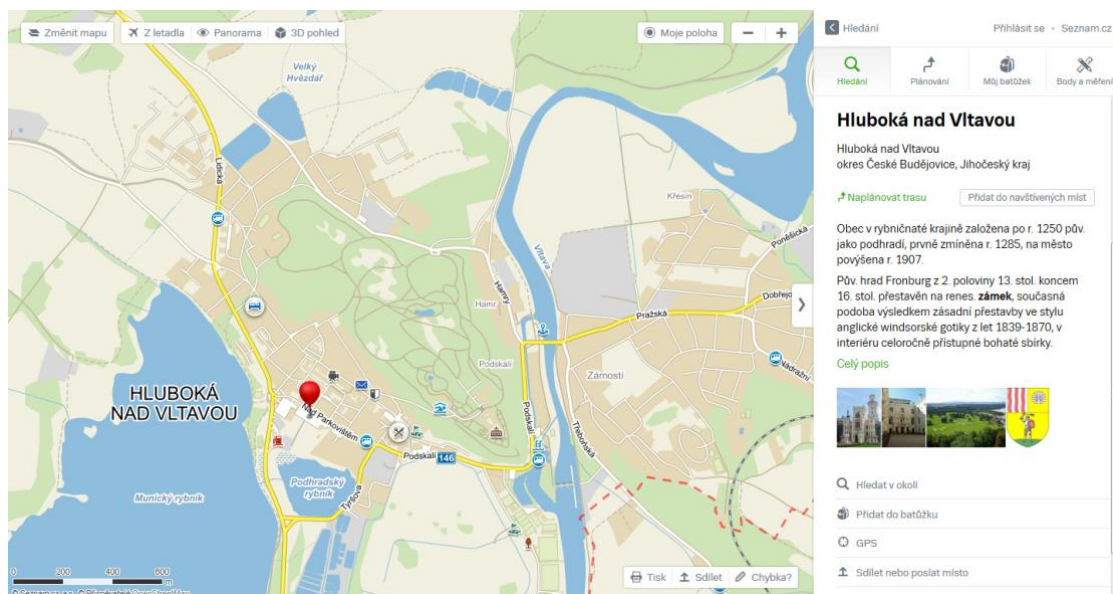 Změnit mapu
Z letadla
Panorama
3D pohled
Moje poloha
Velký
Hvězdář
Lidická
Vltava
Křesín
Poněšická
Hamry
Hamr
Pražská
Podskalí
Zámostí
Nádražní
HLUBOKÁ
NAD VLTAVOU
Nad Parkovištěm
Podskalí
146
Podskalí
Třeboňská
Munický rybník
Podhradský
rybník
Tyršova
0 200 400 600
m
Tisk
Sdílet
Chybka?
Hledání
Přihlásit se
Seznam.cz
Hledání
Plánování
Můj batůžek
Body a měření
Hluboká nad Vltavou
Hluboká nad Vltavou
okres České Budějovice, Jihočeský kraj
Naplánovat trasu
Přidat do navštívených míst
Obec v rybničnaté krajině založena po r. 1250 pův.
jako podhradí, prvně zmíněna r. 1285, na město
povýšena r. 1907.
Pův. hrad Fronburg z 2. poloviny 13. stol. koncem
16. stol. přestavěn na renes. zámek, současná
podoba výsledkem zásadní přestavby ve stylu
anglické windsorské gotiky z let 1839-1870, v
interiéru celoročně přístupné bohaté sbírky.
Celý popis
Hledat v okolí
Přidat do batůžku
GPS
Sdílet nebo poslat místo